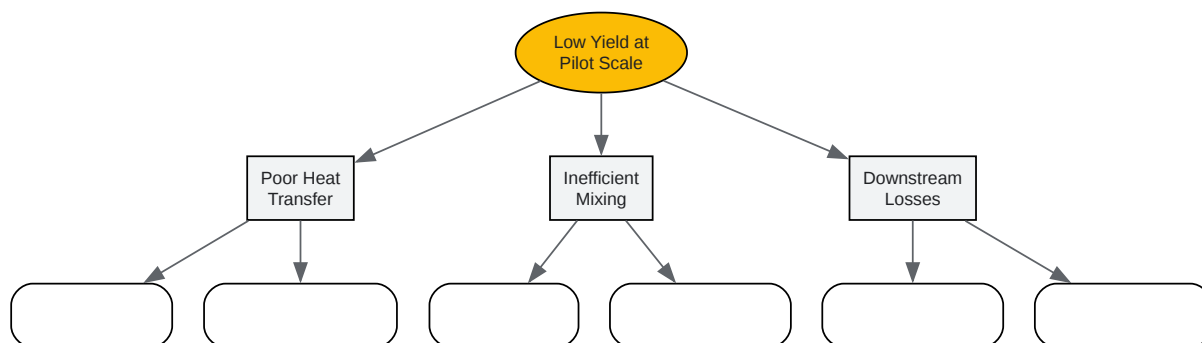 Low Yield at
Pilot Scale
Poor Heat
Transfer
Inefficient
Mixing
Downstream
Losses